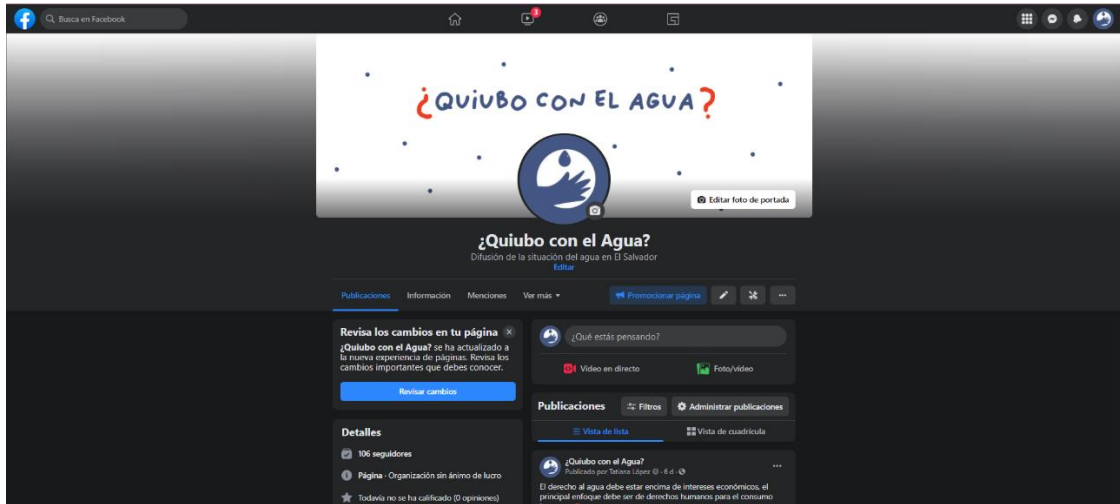 Busca en Facebook
3
¿QUIUBO CON EL AGUA?
Editar foto de portada
¿Quiubo con el Agua?
Difusión de la situación del agua en El Salvador
Editar
Publicaciones Información Menciones Ver más
Promocionar página
Revisa los cambios en tu página
¿Quiubo con el Agua? se ha actualizado a
la nueva experiencia de páginas. Revisa los
cambios importantes que debes conocer.
Revisar cambios
Detalles
106 seguidores
Página · Organización sin ánimo de lucro
Todavía no se ha calificado (0 opiniones)
¿Qué estás pensando?
Vídeo en directo Foto/vídeo
Publicaciones Filtros Administrar publicaciones
Vista de lista Vista de cuadrícula
¿Quiubo con el Agua?
Publicado por Tatiana López · 6 d ·
El derecho al agua debe estar encima de intereses económicos, el
principal enfoque debe ser de derechos humanos para el consumo